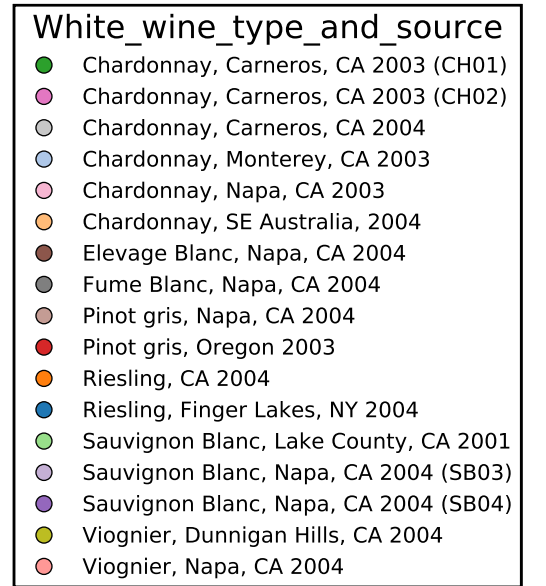 White_wine_type_and_source
Chardonnay, Carneros, CA 2003 (CH01)
Chardonnay, Carneros, CA 2003 (CH02)
Chardonnay, Carneros, CA 2004
Chardonnay, Monterey, CA 2003
Chardonnay, Napa, CA 2003
Chardonnay, SE Australia, 2004
Elevage Blanc, Napa, CA 2004
Fume Blanc, Napa, CA 2004
Pinot gris, Napa, CA 2004
Pinot gris, Oregon 2003
Riesling, CA 2004
Riesling, Finger Lakes, NY 2004
Sauvignon Blanc, Lake County, CA 2001
Sauvignon Blanc, Napa, CA 2004 (SB03)
Sauvignon Blanc, Napa, CA 2004 (SB04)
Viognier, Dunnigan Hills, CA 2004
Viognier, Napa, CA 2004